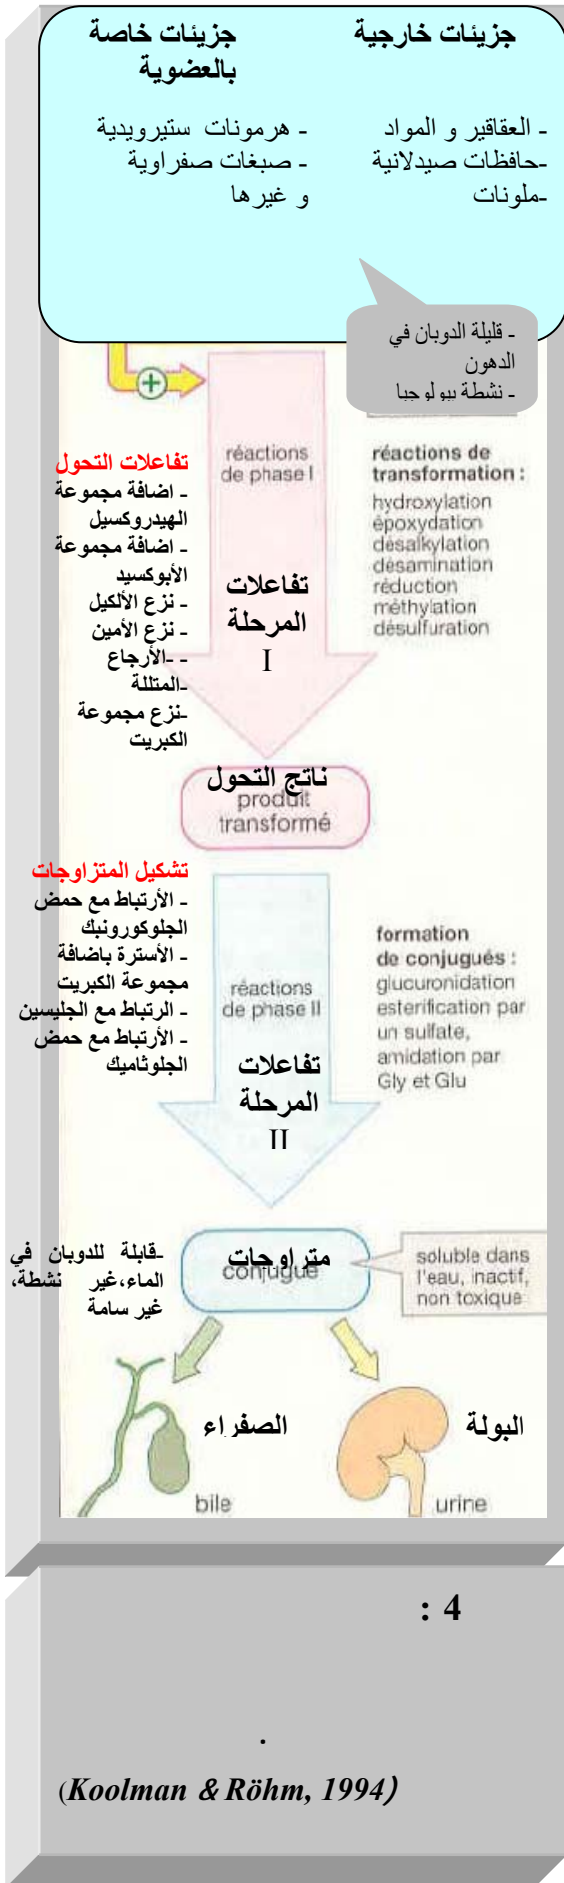 جزيئات خارجية
- العقاقير و المواد
-حافظات صيدلانية
-ملونات
جزيئات خاصة
بالعضوية
- هرمونات ستيرويدية
- صبغات صفراوية
و غيرها
- قليلة الدوبان في
الدهون
- نشطة بيولوجيا
+
réactions
de phase I
تفاعلات
المرحلة
I
تفاعلات التحول
- اضافة مجموعة
الهيدروكسيل
- اضافة مجموعة
الأبوكسيد
- نزع الألكيل
- نزع الأمين
- -الأرجاع
-المتللة
-نزع مجموعة
الكبريت
réactions de
transformation :
hydroxylation
époxydation
désalkylation
désamination
réduction
méthylation
désulfuration
ناتج التحول
produit
transformé
تشكيل المتزاوجات
- الأرتباط مع حمض
الجلوكورونبك
- الأسترة باضافة
مجموعة الكبريت
- الرتباط مع الجليسين
- الأرتباط مع حمض
الجلوثاميك
réactions
de phase II
تفاعلات
المرحلة
II
formation
de conjugués :
glucuronidation
esterification par
un sulfate,
amidation par
Gly et Glu
متراوجات
conjugué
-قابلة للدوبان في
الماء،غير نشطة،
غير سامة
soluble dans
l'eau, inactif,
non toxique
الصفراء
bile
البولة
urine
: 4
.
(Koolman & Röhm, 1994)